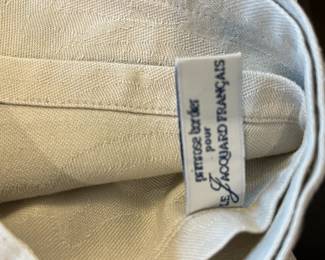 primrose bordier
pour
LE JACQUARD FRANÇAIS